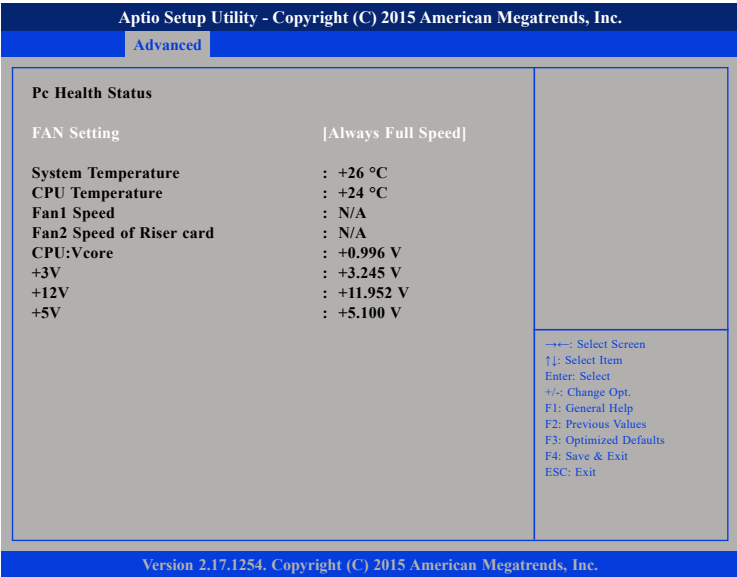 Aptio Setup Utility - Copyright (C) 2015 American Megatrends, Inc.
Advanced
Pc Health Status
FAN Setting [Always Full Speed]
System Temperature : +26 °C
CPU Temperature : +24 °C
Fan1 Speed : N/A
Fan2 Speed of Riser card : N/A
CPU:Vcore : +0.996 V
+3V : +3.245 V
+12V : +11.952 V
+5V : +5.100 V
→←: Select Screen
↑↓: Select Item
Enter: Select
+/-: Change Opt.
F1: General Help
F2: Previous Values
F3: Optimized Defaults
F4: Save & Exit
ESC: Exit
Version 2.17.1254. Copyright (C) 2015 American Megatrends, Inc.